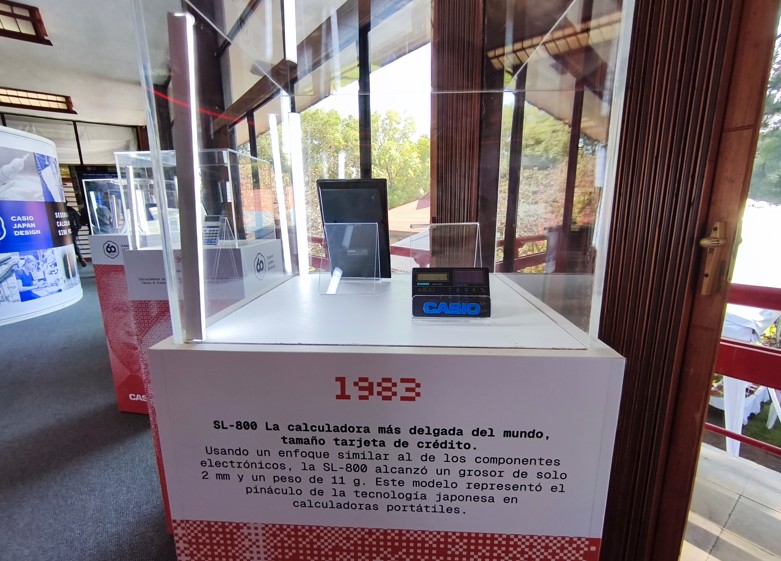 CASIO
JAPAN
DESIGN
CASIO
1983
SL-800 La calculadora más delgada del mundo,
tamaño tarjeta de crédito.
Usando un enfoque similar al de los componentes
electrónicos, la SL-800 alcanzó un grosor de solo
2 mm y un peso de 11 g. Este modelo representó el
pináculo de la tecnología japonesa en
calculadoras portátiles.
CAS